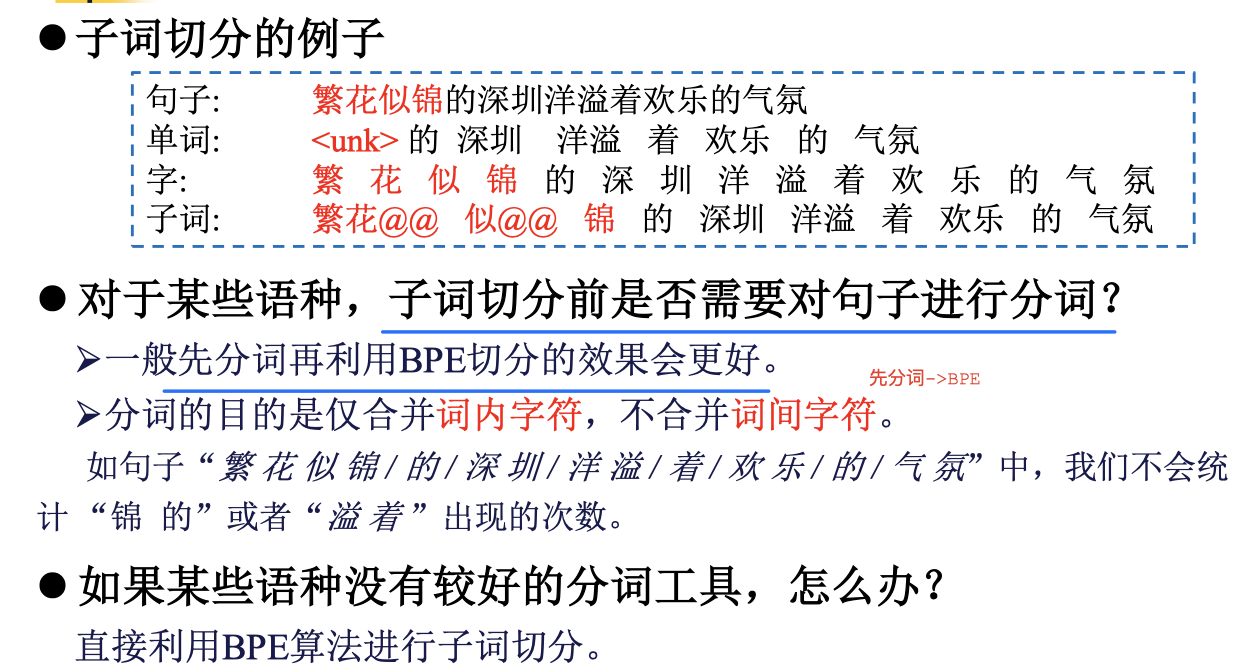 ● 子词切分的例子
句子: 繁花似锦的深圳洋溢着欢乐的气氛
单词: <unk> 的 深圳 洋溢 着 欢乐 的 气氛
字: 繁 花 似 锦 的 深 圳 洋 溢 着 欢 乐 的 气 氛
子词: 繁花@@ 似@@ 锦 的 深圳 洋溢 着 欢乐 的 气氛
● 对于某些语种，子词切分前是否需要对句子进行分词？
➢一般先分词再利用BPE切分的效果会更好。
先分词->BPE
➢分词的目的是仅合并词内字符，不合并词间字符。
如句子“繁 花 似 锦/ 的/ 深 圳/ 洋 溢/ 着/ 欢 乐/ 的/ 气 氛”中，我们不会统
计 “锦 的”或者“溢 着 ”出现的次数。
● 如果某些语种没有较好的分词工具，怎么办？
直接利用BPE算法进行子词切分。